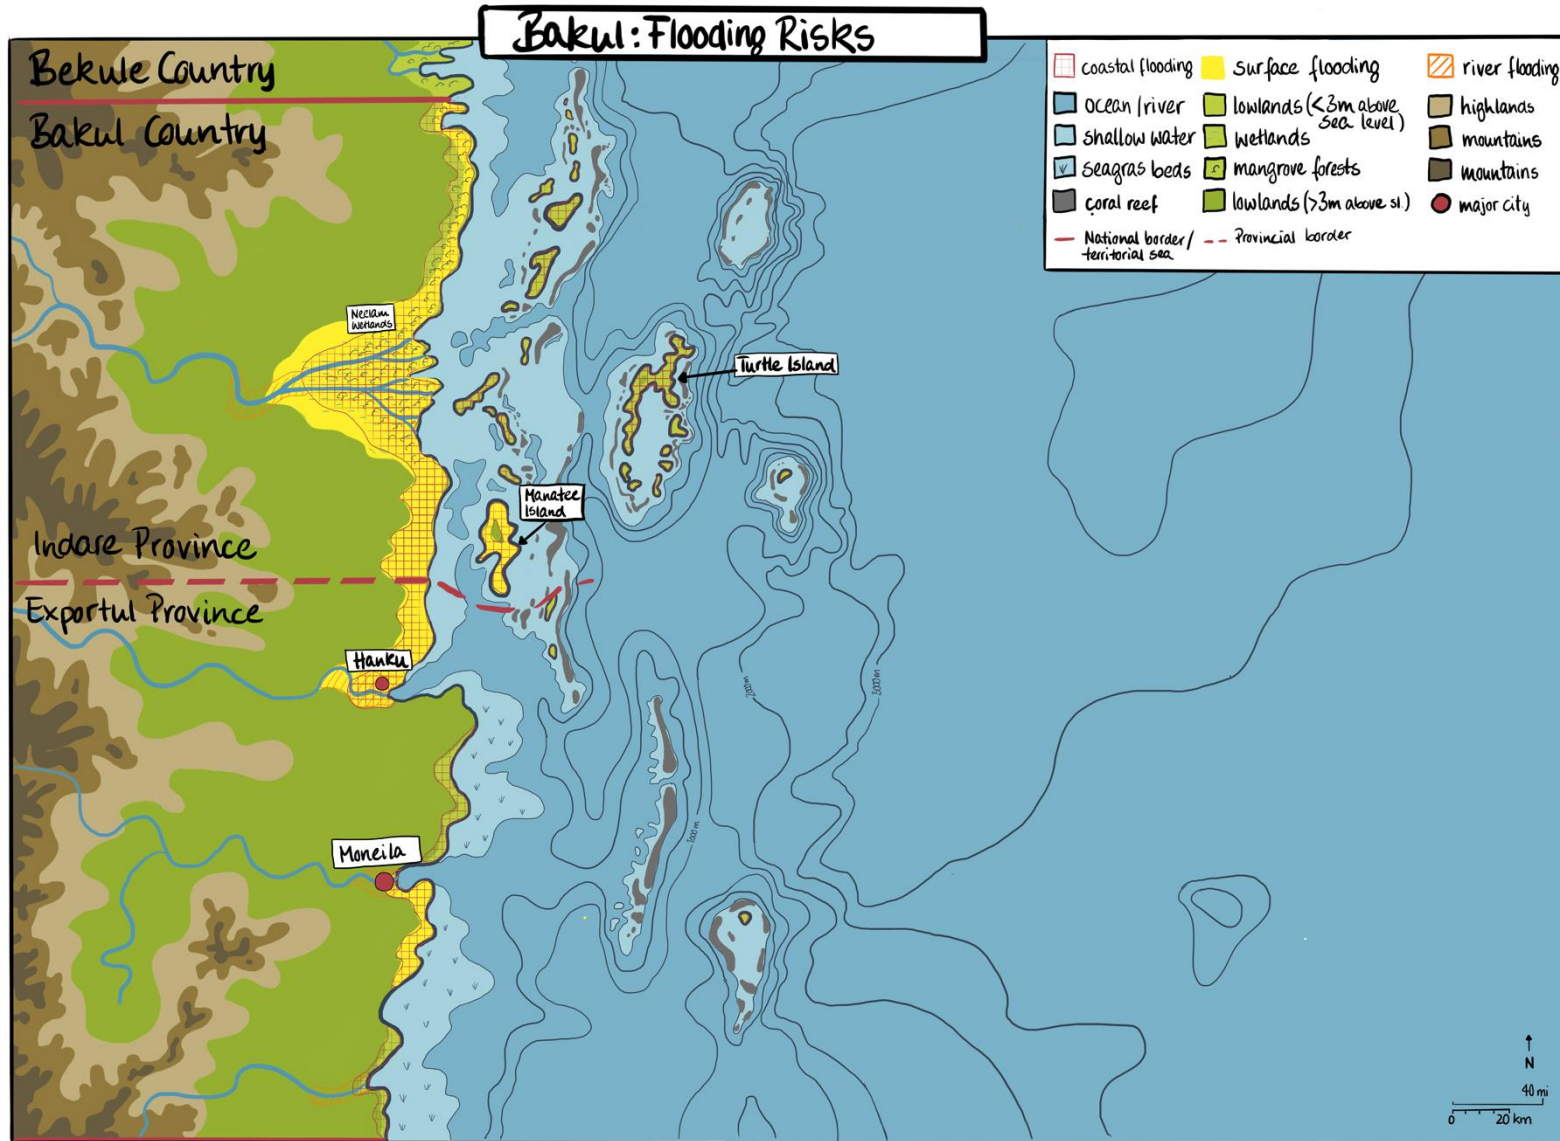 Bakul: Flooding Risks
Bekule Country
Bakul Country
coastal flooding
surface flooding
river flooding
ocean/river
lowlands (<3m above
sea level)
highlands
shallow water
wetlands
mountains
seagras beds
mangrove forests
mountains
coral reef
lowlands (>3m above sl.)
major city
National border/
territorial sea
Provincial border
Neclam
Wetlands
Turtle Island
Manatee
Island
Indare Province
Exportul Province
Hanku
2000m
3000m
1000m
Moneila
N
40 mi
0
20 km